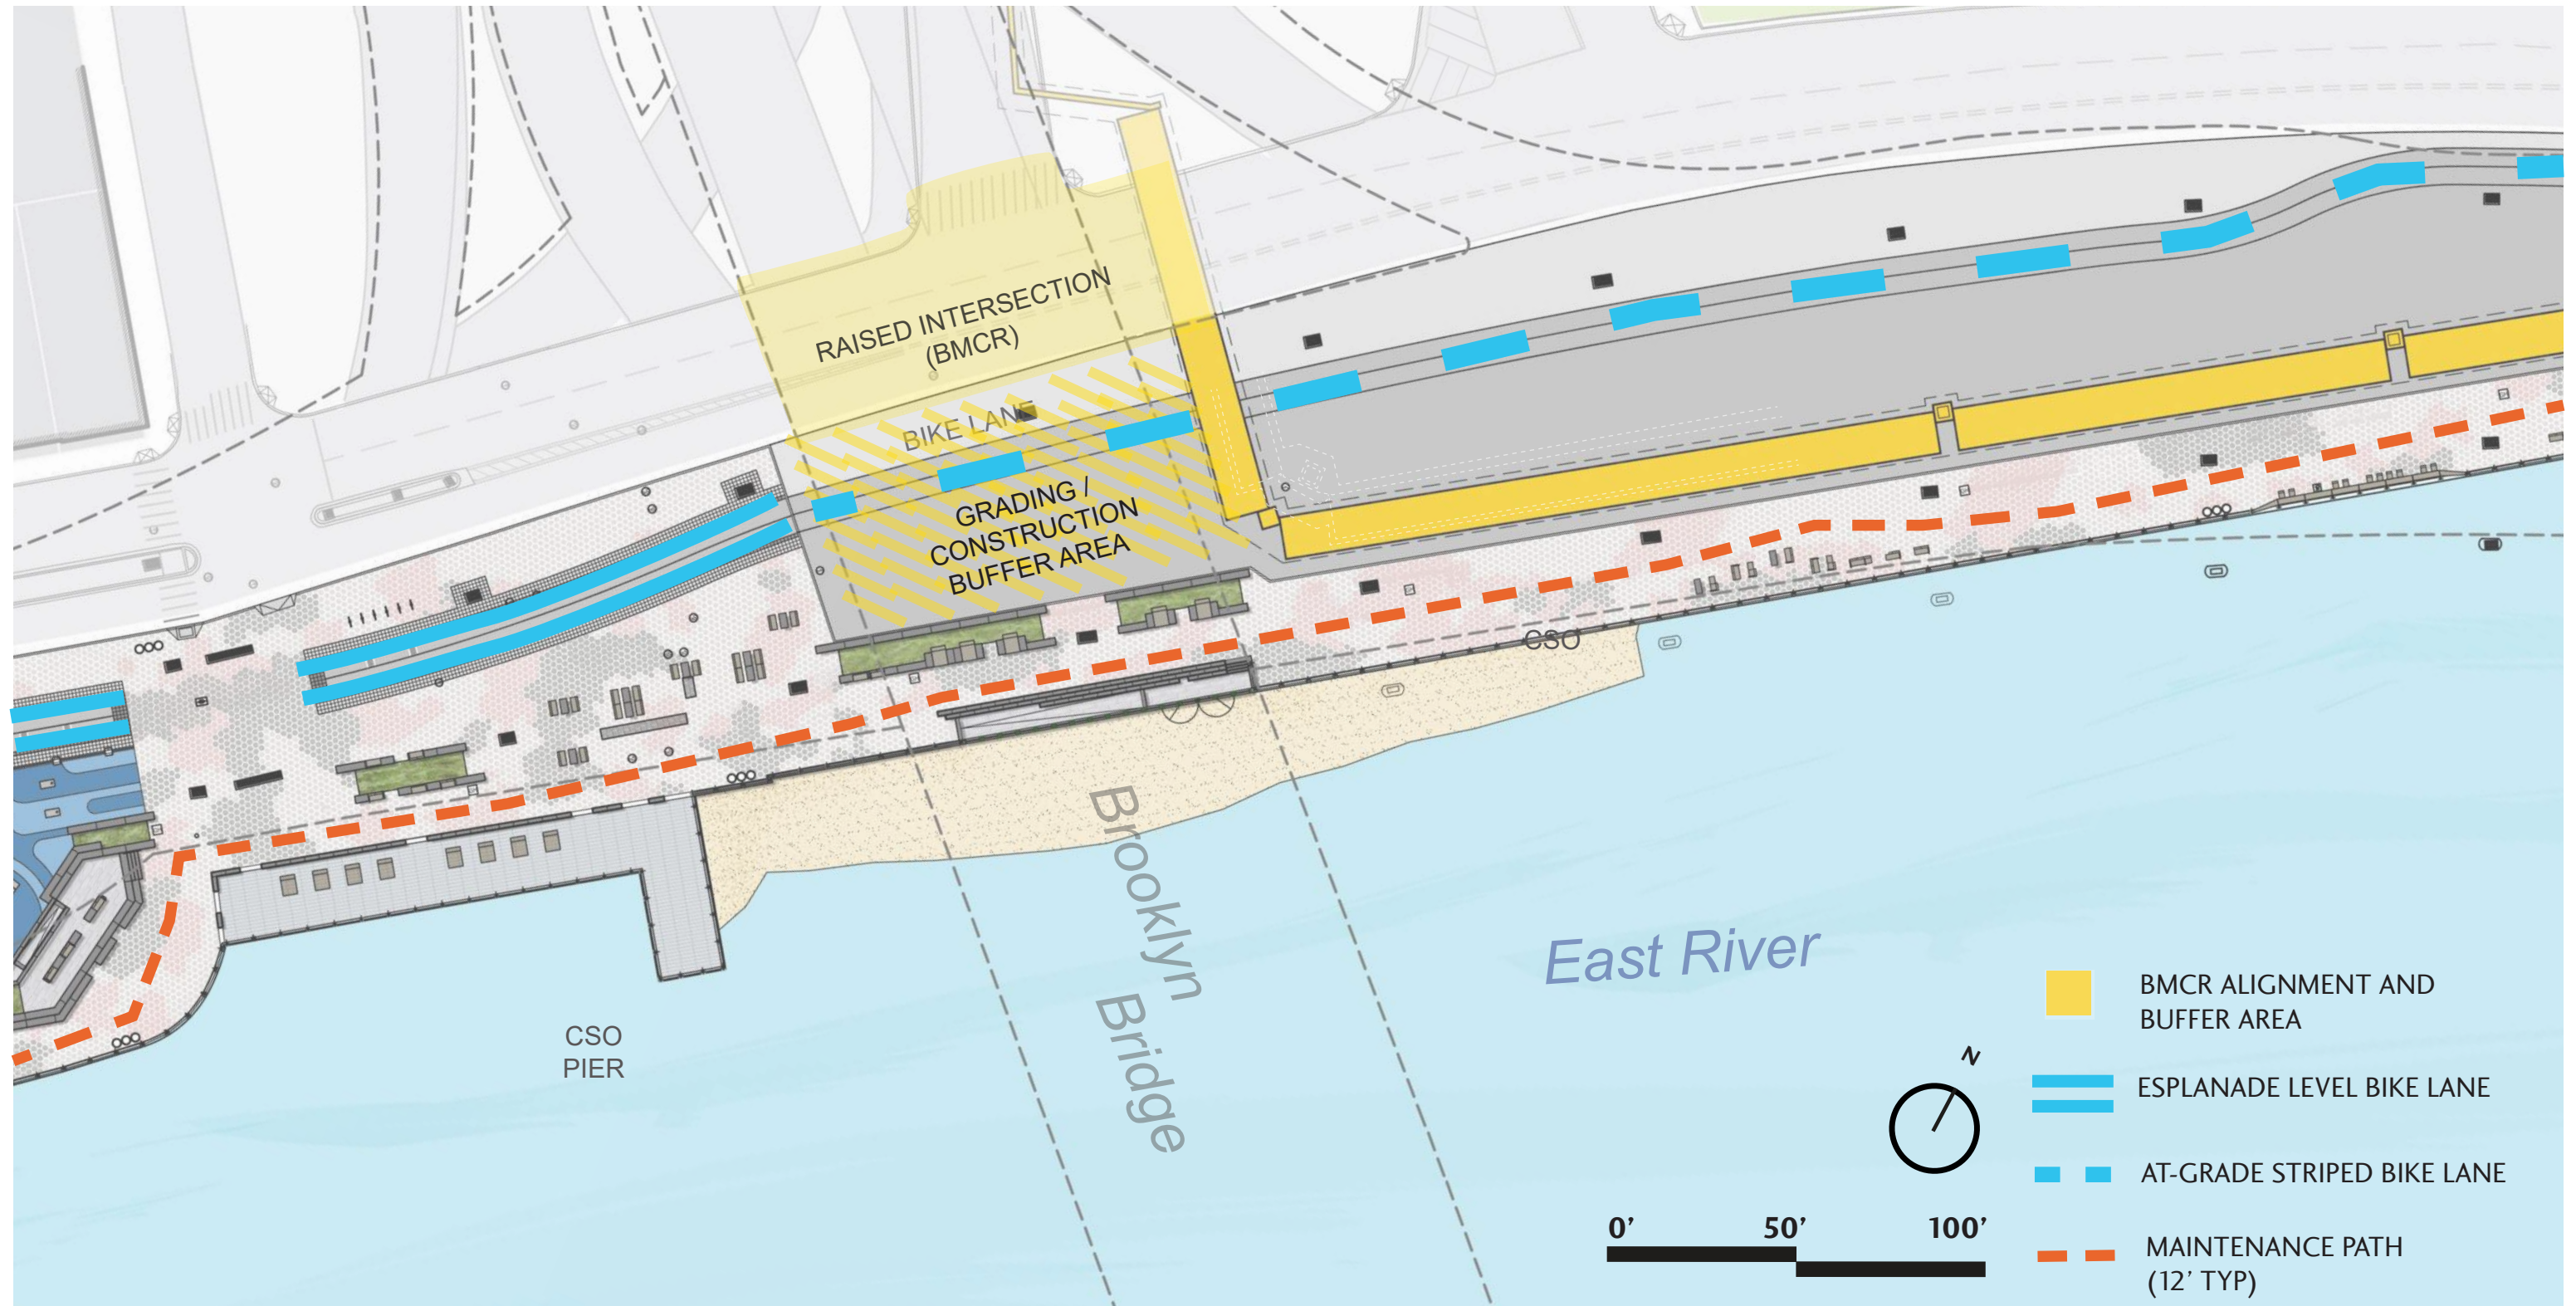 RAISED INTERSECTION
(BMCR)
BIKE LANE
GRADING /
CONSTRUCTION
BUFFER AREA
CSO
Brooklyn
Bridge
East River
CSO
PIER
BMCR ALIGNMENT AND
BUFFER AREA
N
ESPLANADE LEVEL BIKE LANE
AT-GRADE STRIPED BIKE LANE
0' 50' 100'
MAINTENANCE PATH
(12' TYP)